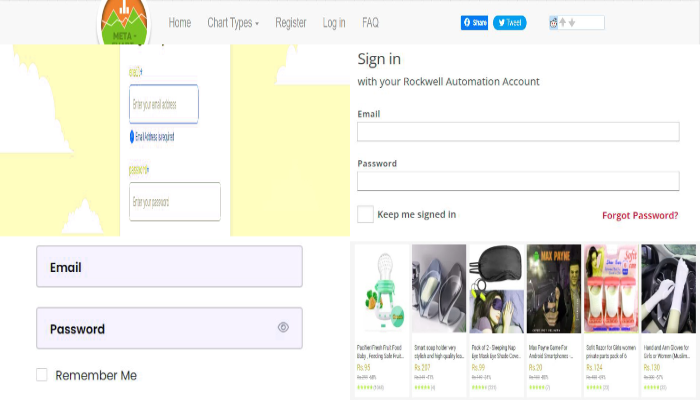 META -
Home
Chart Types
Register
Log in
FAQ
Share
Tweet
Enter your email address
Email Address is required
password
Enter your password
Sign in
with your Rockwell Automation Account
Email
Password
Keep me signed in
Forgot Password?
Email
Password
Remember Me
MAX PAYNE
Pacifier Fresh Fruit Food
Baby , Feeding Safe Fruit...
Rs.95
Soft soap holder very
stylish and high quality lea...
Rs.207
Pack of 2 - Sleeping Nap
Eye Mask Eye Shade Cove...
Rs.99
Max Payne Game For
Android Smartphones -...
Rs.20
Sofit Razor for Girls women
private parts pack of 6
Rs.124
Hand and Arm Gloves for
Girls or Women (Muslim...
Rs.130